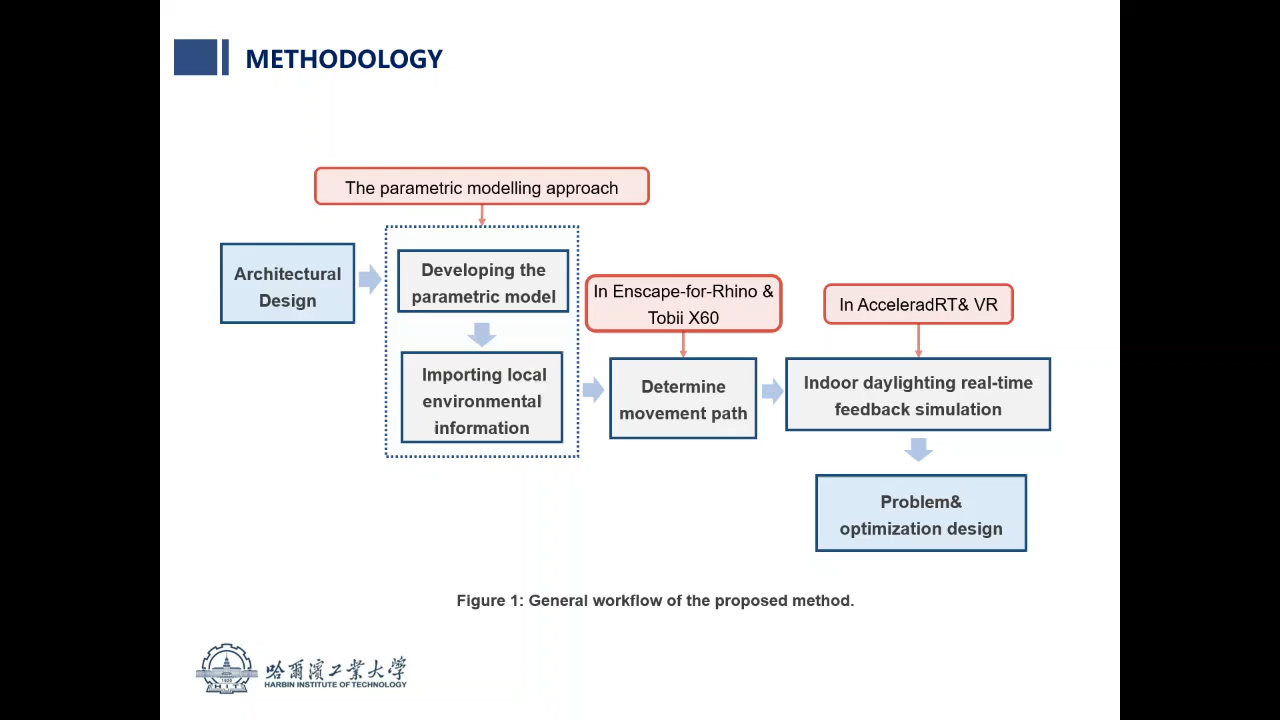 METHODOLOGY
The parametric modelling approach
Architectural
Design
Developing the
parametric model
Importing local
environmental
information
In Enscape-for-Rhino &
Tobii X60
Determine
movement path
In AcceleradRT& VR
Indoor daylighting real-time
feedback simulation
Problem&
optimization design
Figure 1: General workflow of the proposed method.
哈爾濱工業大學
HARBIN INSTITUTE OF TECHNOLOGY
1920
HIT